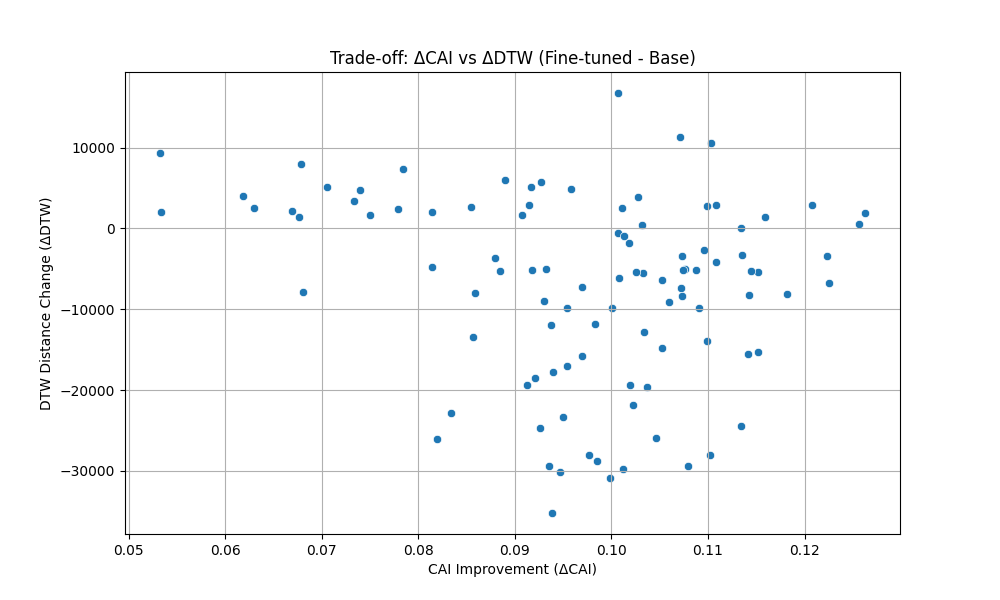 Trade-off: ΔCAI vs ΔDTW (Fine-tuned - Base)
DTW Distance Change (ΔDTW)
10000
0
−10000
−20000
−30000
0.05 0.06 0.07 0.08 0.09 0.10 0.11 0.12
CAI Improvement (ΔCAI)